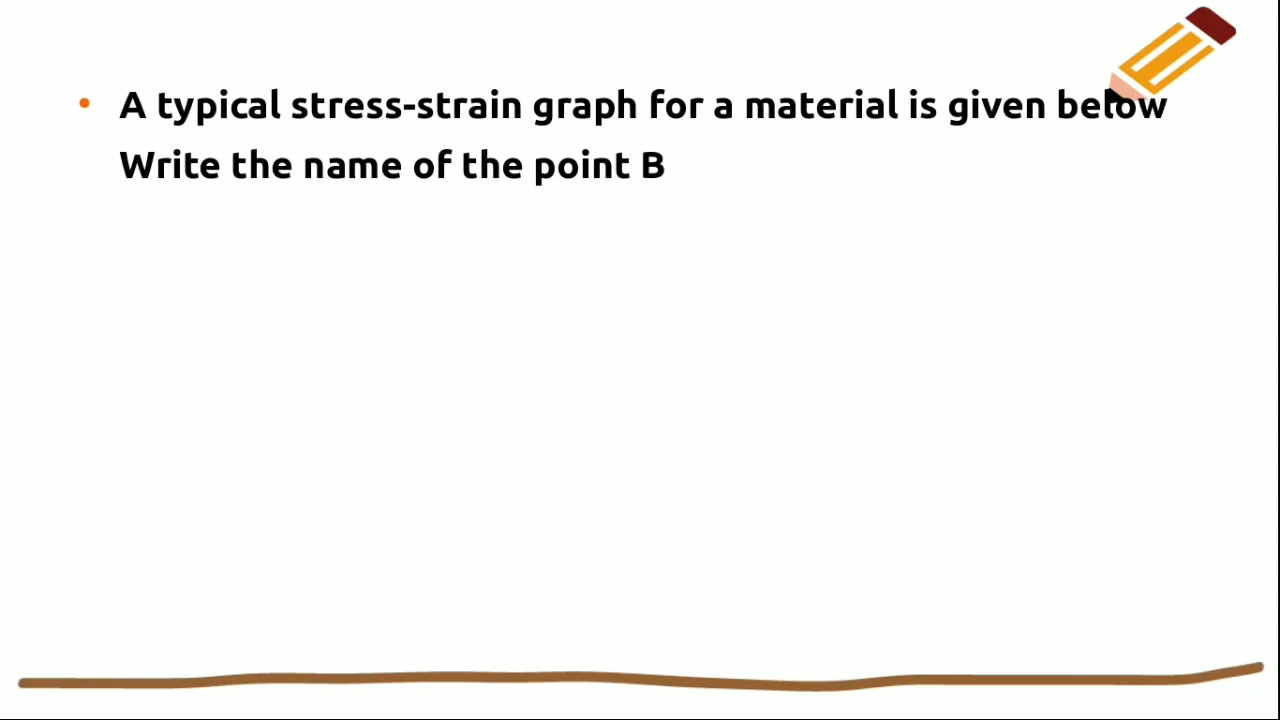 • A typical stress-strain graph for a material is given below
Write the name of the point B